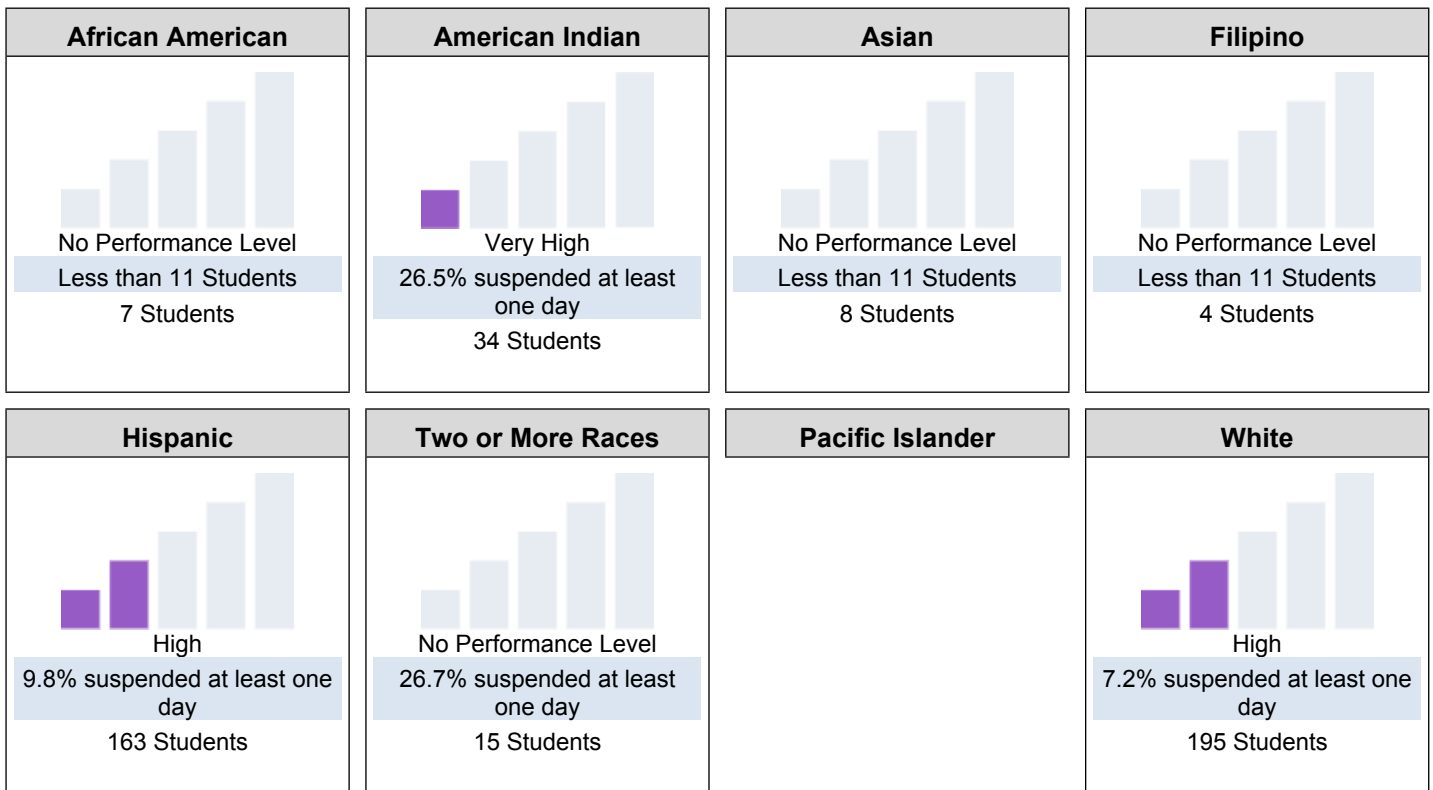 African American
No Performance Level
Less than 11 Students
7 Students
American Indian
Very High
26.5% suspended at least
one day
34 Students
Asian
No Performance Level
Less than 11 Students
8 Students
Filipino
No Performance Level
Less than 11 Students
4 Students
Hispanic
High
9.8% suspended at least one
day
163 Students
Two or More Races
No Performance Level
26.7% suspended at least
one day
15 Students
Pacific Islander
White
High
7.2% suspended at least one
day
195 Students